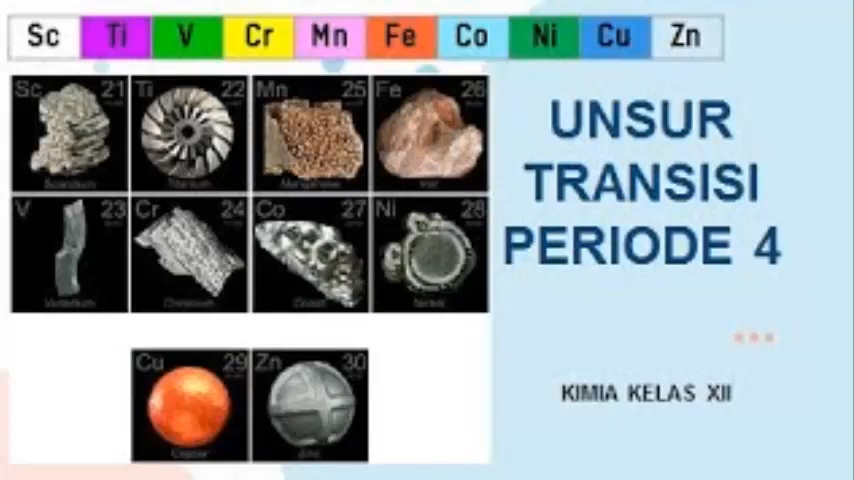 Sc Ti V Cr Mn Fe Co Ni Cu Zn
Sc 21 Ti 22 Mn 25 Fe 26
V 23 Cr 24 Co 27 Ni 28
Cu 29 Zn 30
UNSUR
TRANSISI
PERIODE 4
KIMIA KELAS XII